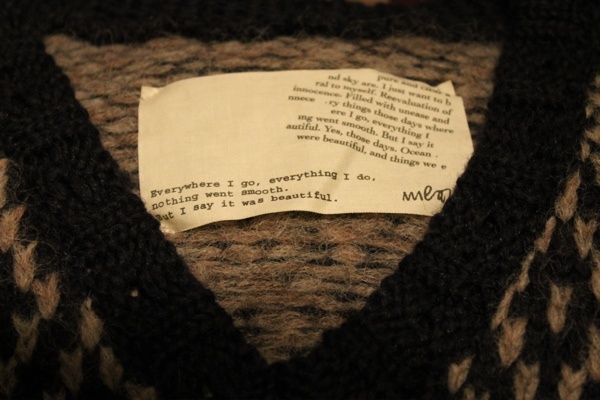 pure and
nd sky are. I just want to b
ral to myself. Reevaluation of
innocence. Filled with unease and
nnece ry things those days where
ere I go, everything I
ng went smooth. But I say it
autiful. Yes, those days. Ocean
were beautiful, and things we e
Everywhere I go, everything I do,
nothing went smooth.
But I say it was beautiful.